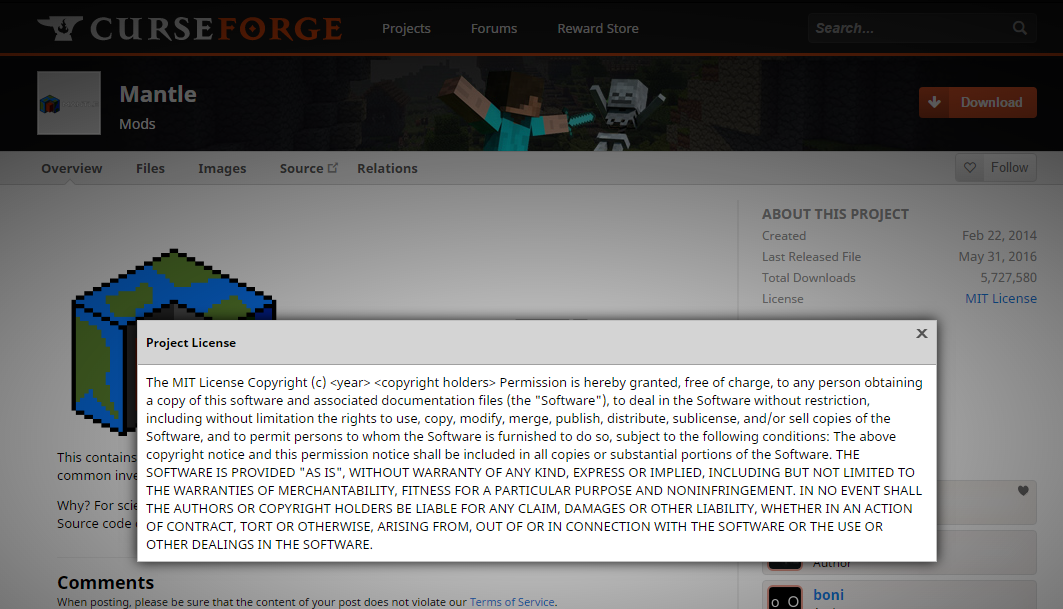 CURSEFORGE
Projects
Forums
Reward Store
Search...
Mantle
Mods
Download
Overview
Files
Images
Source
Relations
Follow
ABOUT THIS PROJECT
Created Feb 22, 2014
Last Released File May 31, 2016
Total Downloads 5,727,580
License MIT License
Project License
The MIT License Copyright (c) <year> <copyright holders> Permission is hereby granted, free of charge, to any person obtaining
a copy of this software and associated documentation files (the "Software"), to deal in the Software without restriction,
including without limitation the rights to use, copy, modify, merge, publish, distribute, sublicense, and/or sell copies of the
Software, and to permit persons to whom the Software is furnished to do so, subject to the following conditions: The above
copyright notice and this permission notice shall be included in all copies or substantial portions of the Software. THE
SOFTWARE IS PROVIDED "AS IS", WITHOUT WARRANTY OF ANY KIND, EXPRESS OR IMPLIED, INCLUDING BUT NOT LIMITED TO
THE WARRANTIES OF MERCHANTABILITY, FITNESS FOR A PARTICULAR PURPOSE AND NONINFRINGEMENT. IN NO EVENT SHALL
THE AUTHORS OR COPYRIGHT HOLDERS BE LIABLE FOR ANY CLAIM, DAMAGES OR OTHER LIABILITY, WHETHER IN AN ACTION
OF CONTRACT, TORT OR OTHERWISE, ARISING FROM, OUT OF OR IN CONNECTION WITH THE SOFTWARE OR THE USE OR
OTHER DEALINGS IN THE SOFTWARE.
This contains
common
Why? For
Source code
Author
boni
Comments
When posting, please be sure that the content of your post does not violate our Terms of Service.